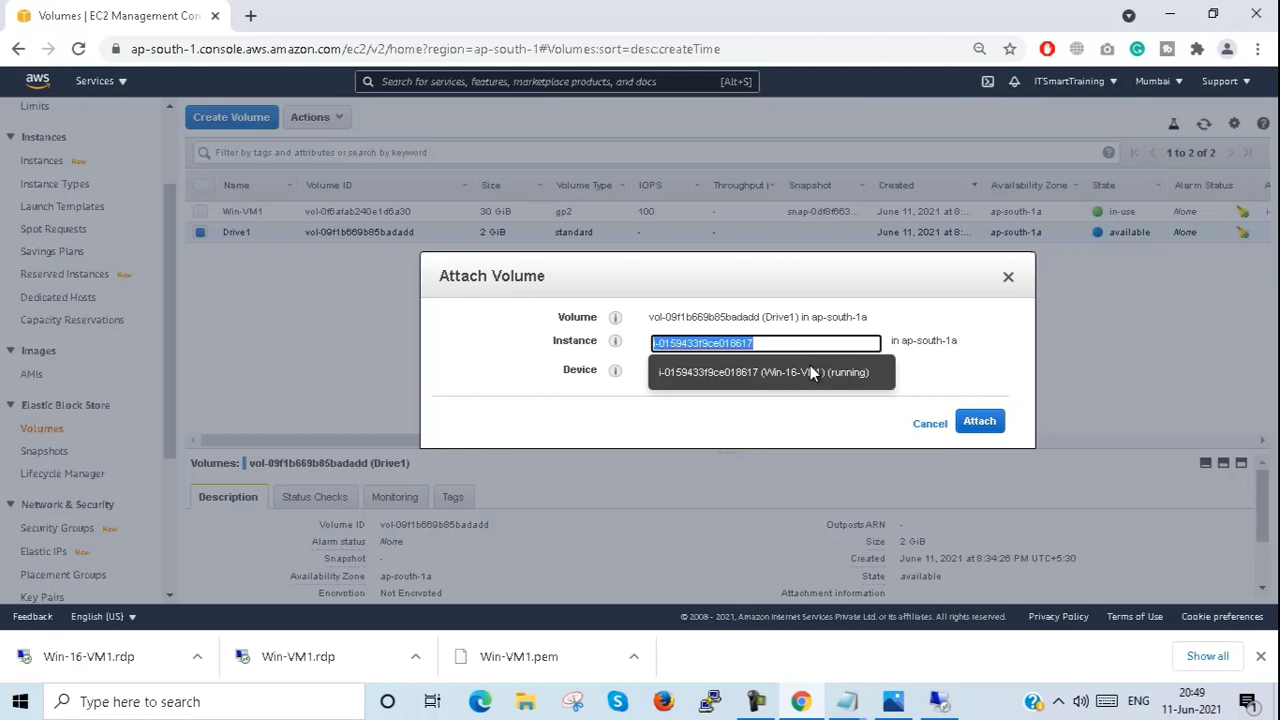 Volumes | EC2 Management Con
ap-south-1.console.aws.amazon.com/ec2/v2/home?region=ap-south-1#Volumes:sort=desc:createTime
aws Services Search for services, features, marketplace products, and docs [Alt+S] ITSmartTraining Mumbai Support
Limits
Instances
Instances New
Instance Types
Launch Templates
Spot Requests
Savings Plans
Reserved Instances New
Dedicated Hosts
Capacity Reservations
Images
AMIs
Elastic Block Store
Volumes
Snapshots
Lifecycle Manager
Network & Security
Security Groups New
Elastic IPs New
Placement Groups
Key Pairs
Create Volume Actions
Filter by tags and attributes or search by keyword 1 to 2 of 2
Name Volume ID Size Volume Type IOPS Throughput Snapshot Created Availability Zone State Alarm Status
Win-VM1 vol-0f6afab240e1d6a30 30 GiB gp2 100 - snap-0df8f663... June 11, 2021 at 8:... ap-south-1a in-use None
Drive1 vol-09f1b669b85badadd 2 GiB standard - - June 11, 2021 at 8:... ap-south-1a available None
Attach Volume
Volume vol-09f1b669b85badadd (Drive1) in ap-south-1a
Instance i-0159433f9ce018617 in ap-south-1a
Device i-0159433f9ce018617 (Win-16-VM1) (running)
Cancel Attach
Volumes: vol-09f1b669b85badadd (Drive1)
Description Status Checks Monitoring Tags
Volume ID vol-09f1b669b85badadd Outposts ARN -
Alarm status None Size 2 GiB
Snapshot - Created June 11, 2021 at 8:34:26 PM UTC+5:30
Availability Zone ap-south-1a State available
Encryption Not Encrypted Attachment information
Feedback English (US) © 2008 - 2021, Amazon Internet Services Private Ltd. or its affiliates. All rights reserved. Privacy Policy Terms of Use Cookie preferences
Win-16-VM1.rdp Win-VM1.rdp Win-VM1.pem Show all
Type here to search ENG 20:49
11-Jun-2021 1